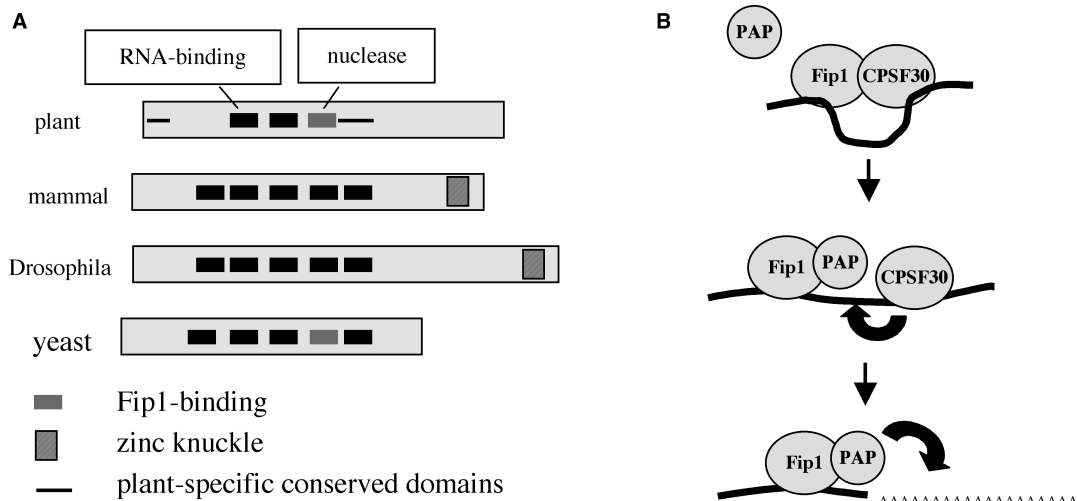 A
RNA-binding
nuclease
plant
mammal
Drosophila
yeast
Fip1-binding
zinc knuckle
plant-specific conserved domains
B
PAP
Fip1
CPSF30
Fip1
PAP
CPSF30
Fip1
PAP
AAAAAAAAAAAAAAAAAAA